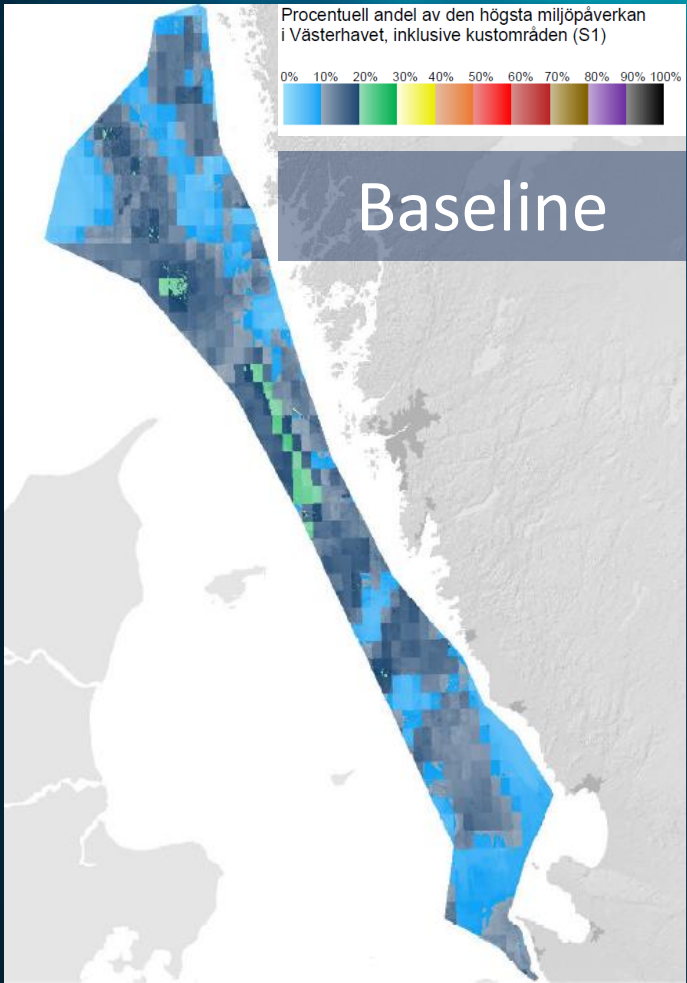 Procentuell andel av den högsta miljöpåverkan
i Västerhavet, inklusive kustområden (S1)
0% 10% 20% 30% 40% 50% 60% 70% 80% 90% 100%
Baseline